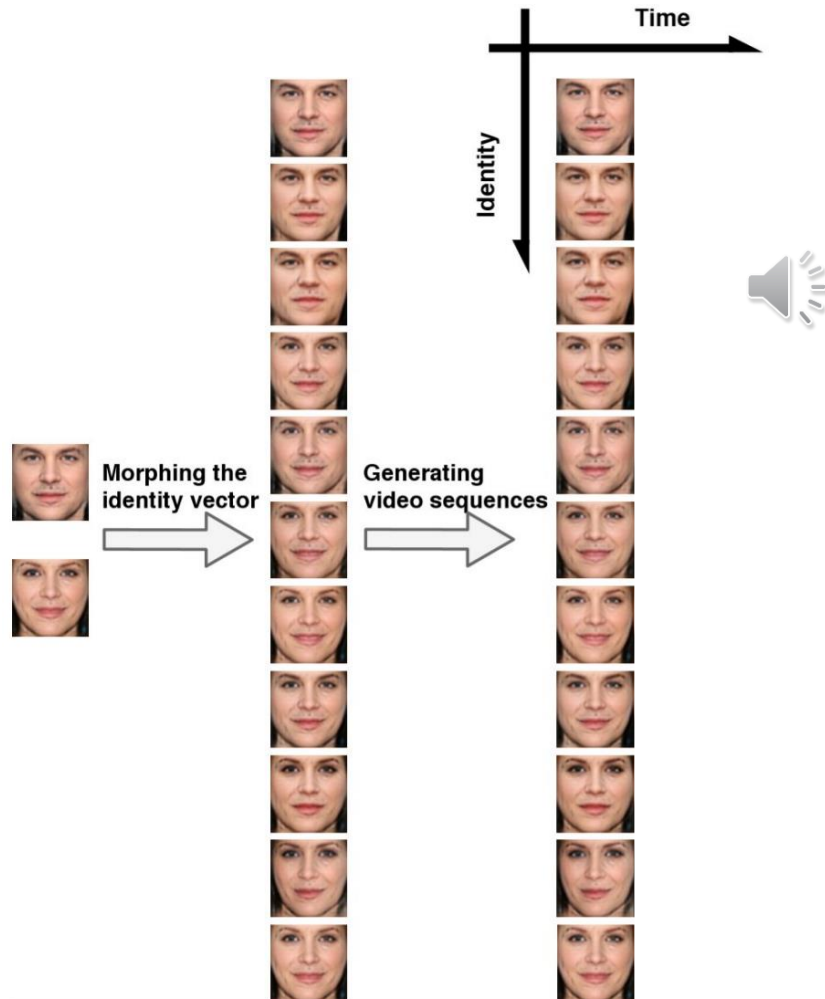 Time
Identity
Morphing the
identity vector
Generating
video sequences